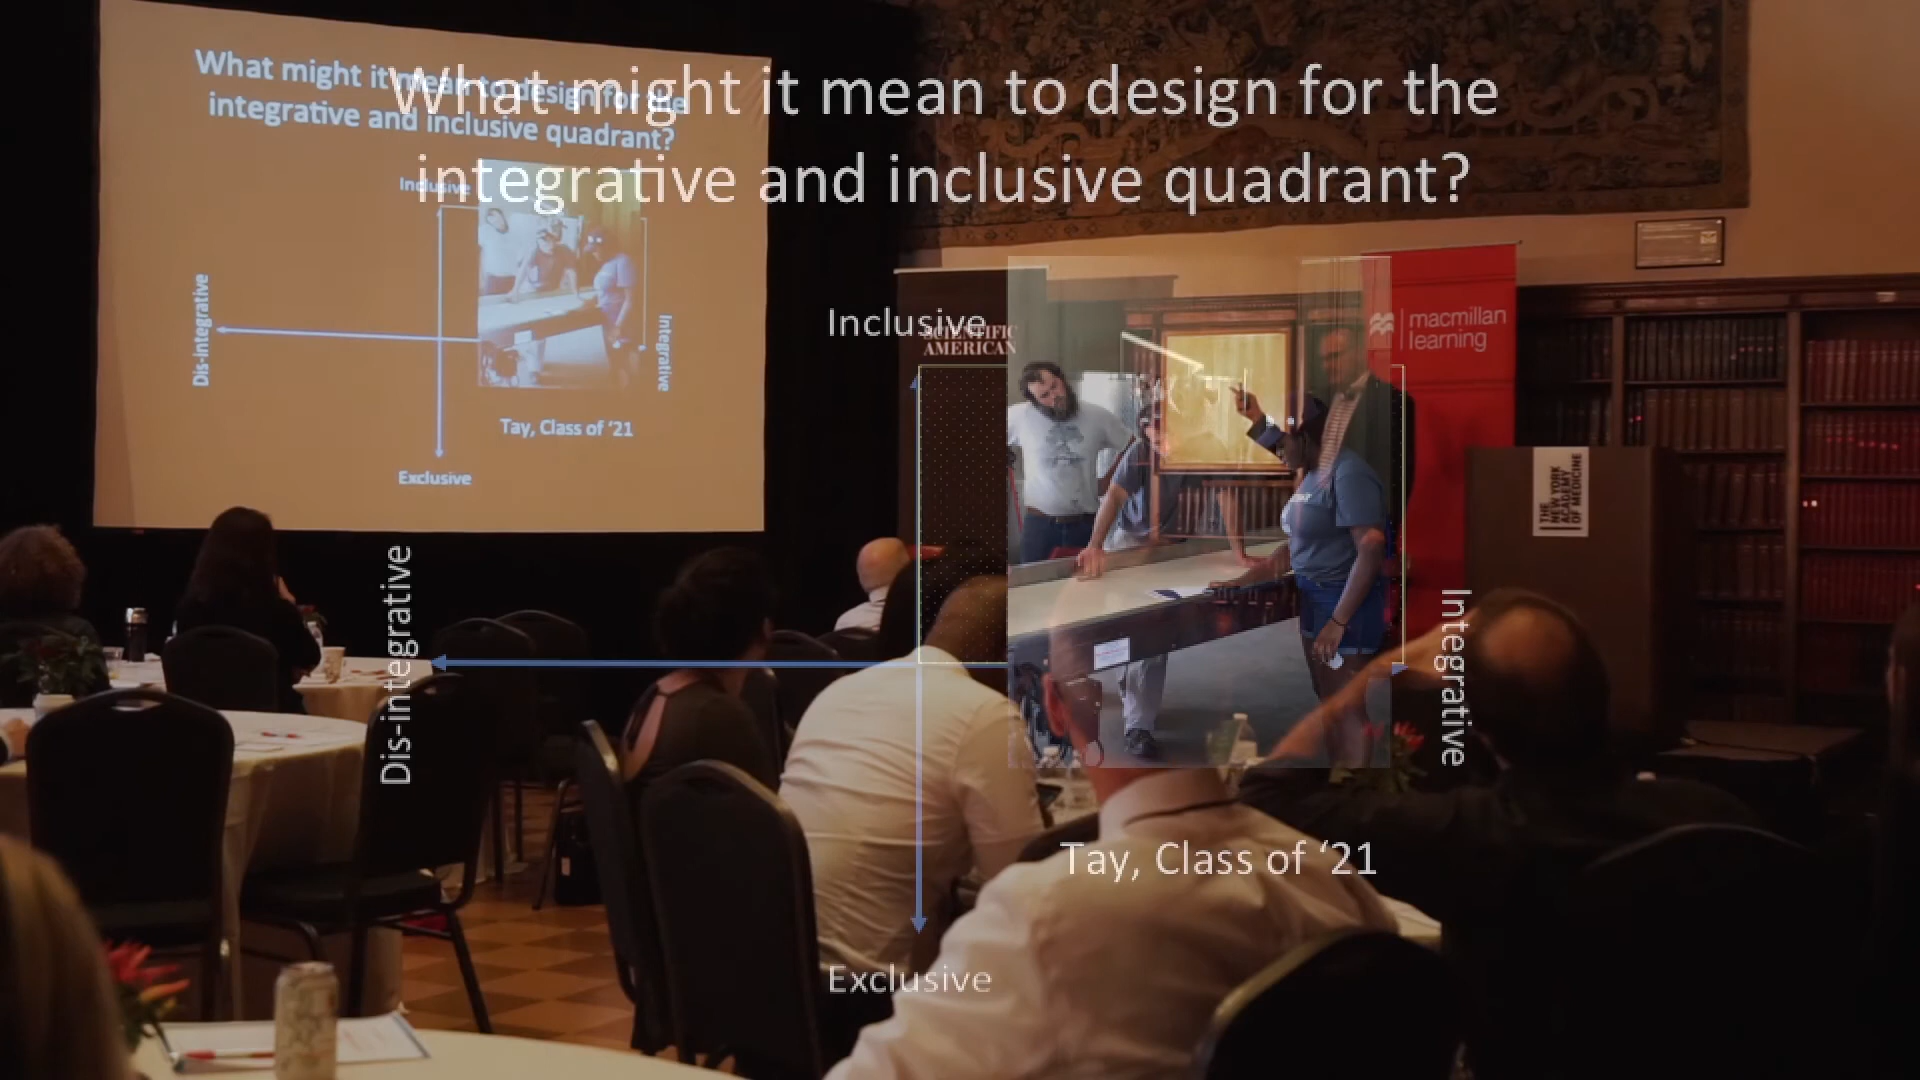 What might it mean to design for the
integrative and inclusive quadrant?
Inclusive
Dis-integrative
Integrative
Tay, Class of ‘21
Exclusive
What might it mean to design for the
integrative and inclusive quadrant?
Inclusive
SCIENTIFIC
AMERICAN
macmillan
learning
THE
NEW YORK
ACADEMY
OF MEDICINE
Dis-integrative
Integrative
Tay, Class of ‘21
Exclusive